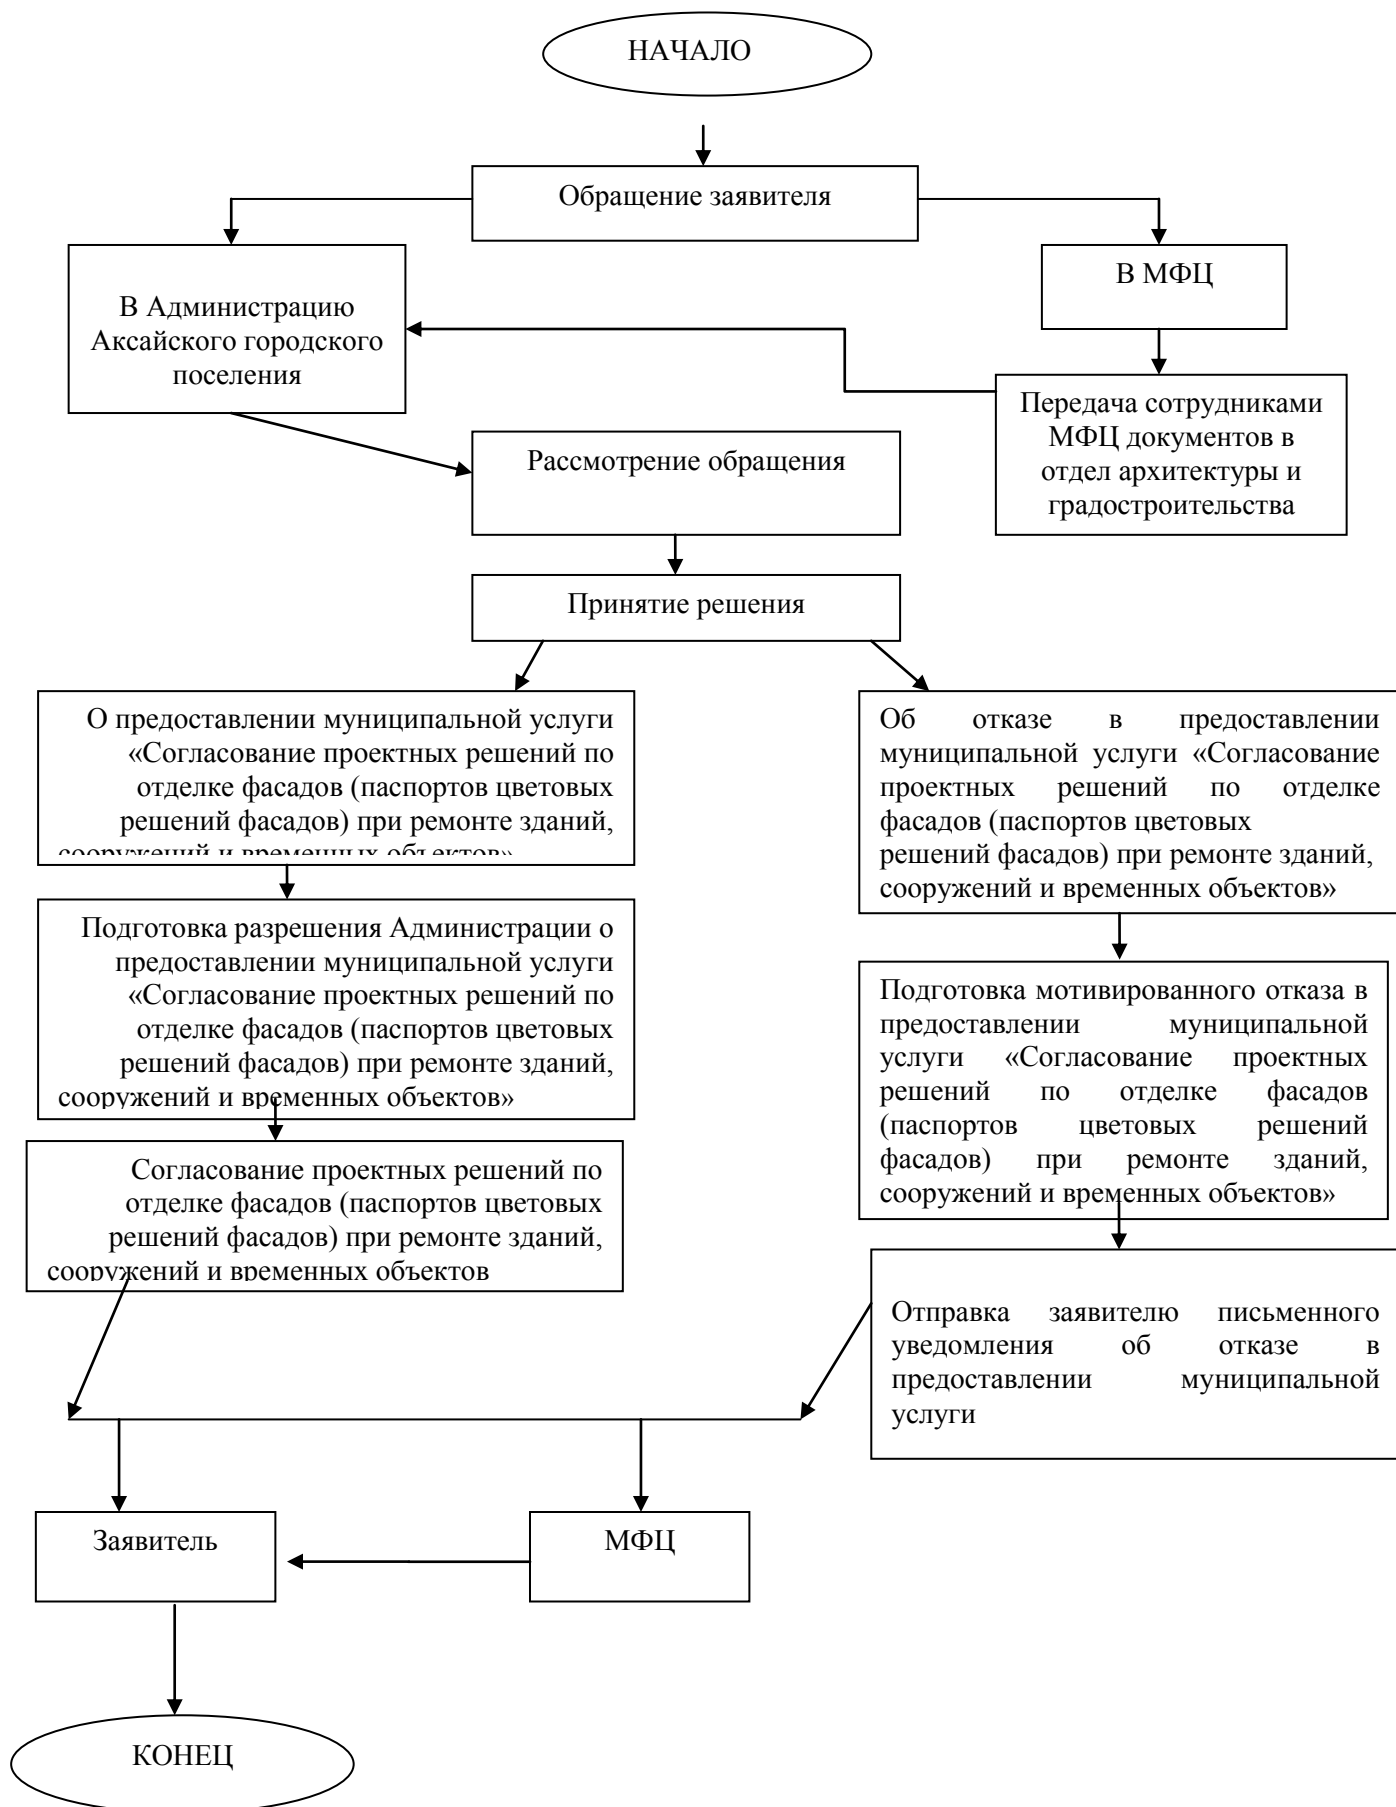 НАЧАЛО
Обращение заявителя
В Администрацию
Аксайского городского
поселения
В МФЦ
Передача сотрудниками
МФЦ документов в
отдел архитектуры и
градостроительства
Рассмотрение обращения
Принятие решения
О предоставлении муниципальной услуги
«Согласование проектных решений по
отделке фасадов (паспортов цветовых
решений фасадов) при ремонте зданий,
сооружений и временных объектов»
Об отказе в предоставлении
муниципальной услуги «Согласование
проектных решений по отделке
фасадов (паспортов цветовых
решений фасадов) при ремонте зданий,
сооружений и временных объектов»
Подготовка разрешения Администрации о
предоставлении муниципальной услуги
«Согласование проектных решений по
отделке фасадов (паспортов цветовых
решений фасадов) при ремонте зданий,
сооружений и временных объектов»
Подготовка мотивированного отказа в
предоставлении муниципальной
услуги «Согласование проектных
решений по отделке фасадов
(паспортов цветовых решений
фасадов) при ремонте зданий,
сооружений и временных объектов»
Согласование проектных решений по
отделке фасадов (паспортов цветовых
решений фасадов) при ремонте зданий,
сооружений и временных объектов
Отправка заявителю письменного
уведомления об отказе в
предоставлении муниципальной
услуги
Заявитель
МФЦ
КОНЕЦ